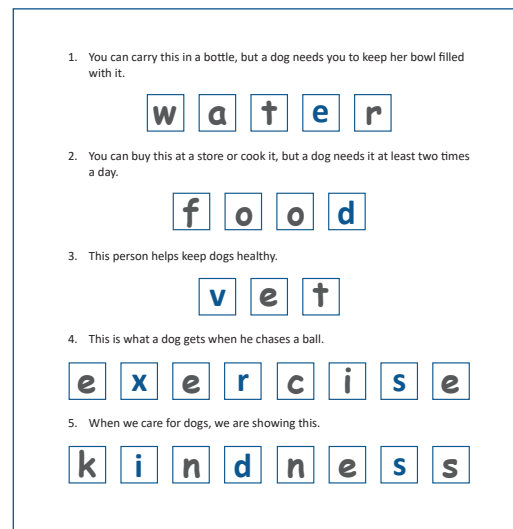 1. You can carry this in a bottle, but a dog needs you to keep her bowl filled
with it.
w a t e r
2. You can buy this at a store or cook it, but a dog needs it at least two times
a day.
f o o d
3. This person helps keep dogs healthy.
v e t
4. This is what a dog gets when he chases a ball.
e x e r c i s e
5. When we care for dogs, we are showing this.
k i n d n e s s